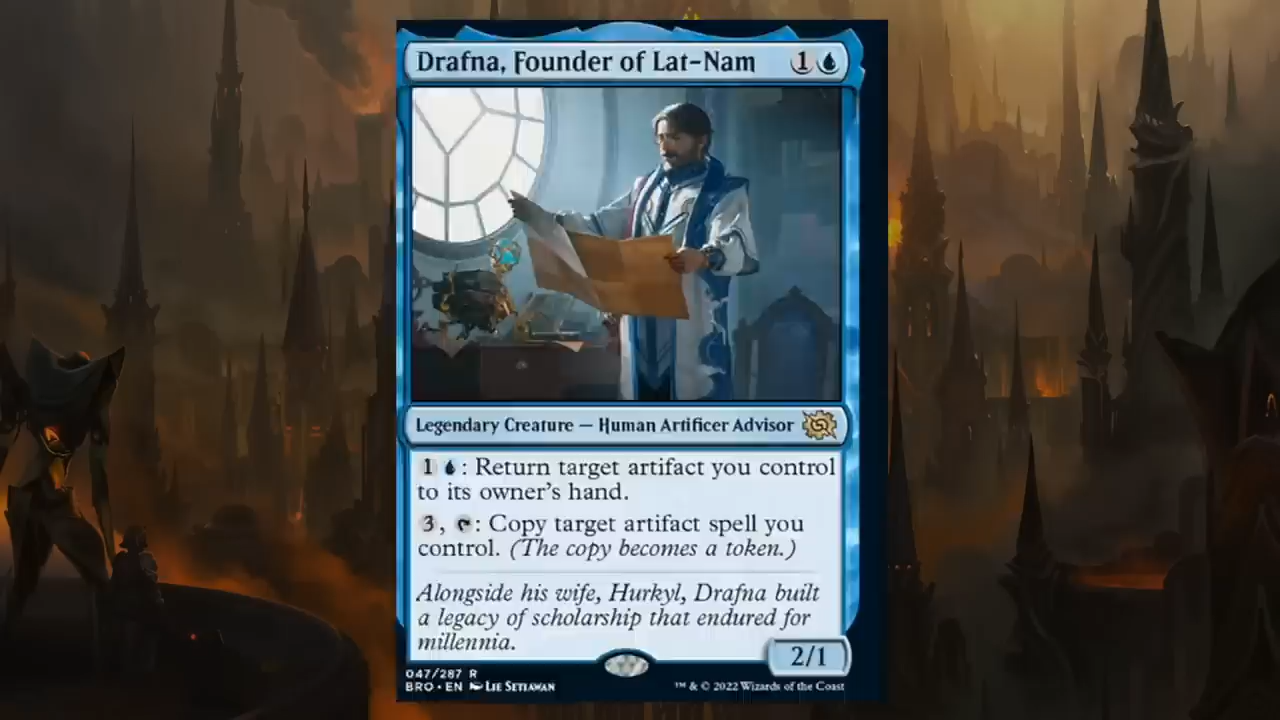 Drafna, Founder of Lat-Nam 1
Legendary Creature — Human Artificer Advisor
1 : Return target artifact you control
to its owner's hand.
3, : Copy target artifact spell you
control. (The copy becomes a token.)
Alongside his wife, Hurkyl, Drafna built
a legacy of scholarship that endured for
millennia.
2/1
047/287 R
BRO • EN Lie Setiawan
™ & © 2022 Wizards of the Coast